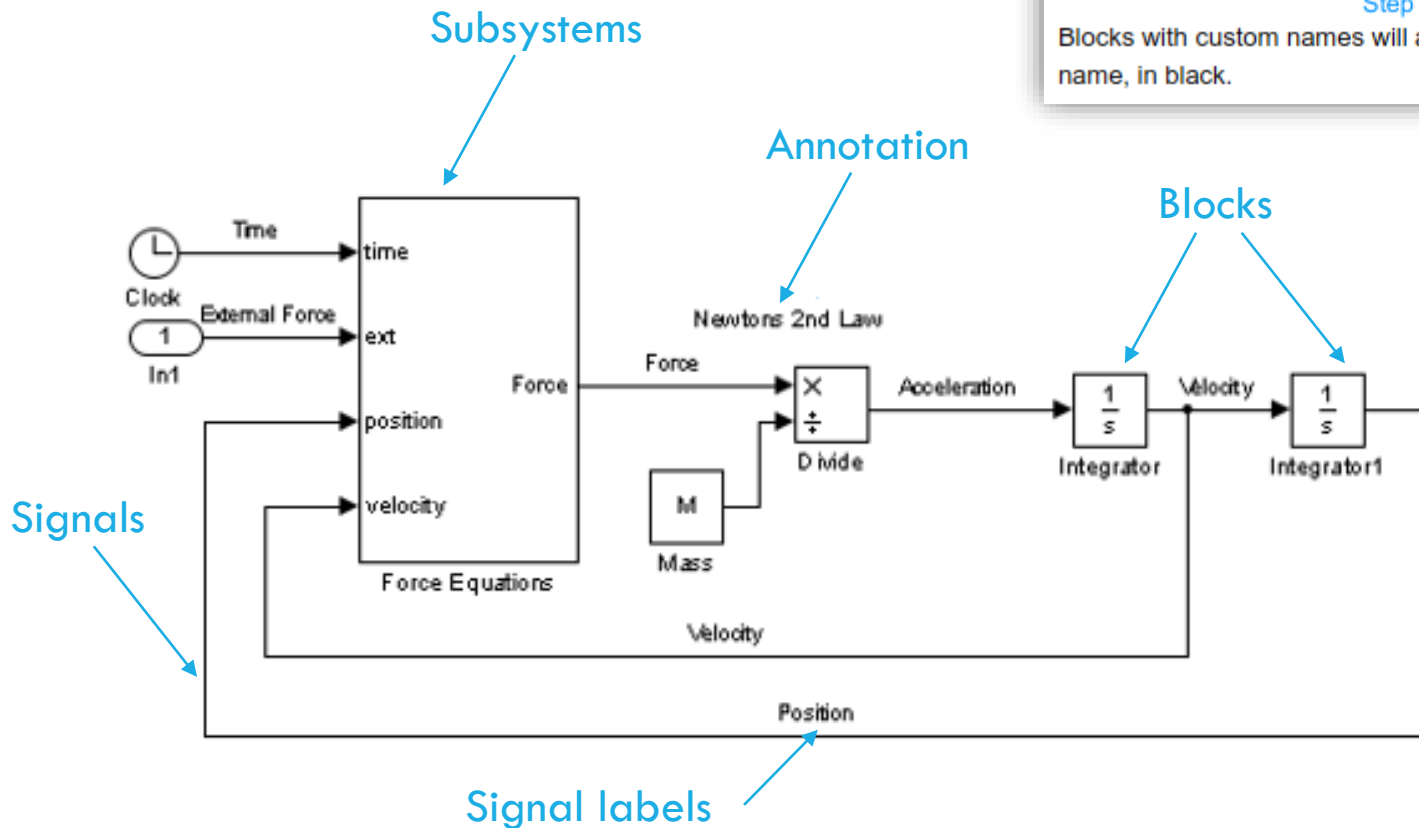 Step
Blocks with custom names will a
name, in black.
Subsystems
Annotation
Blocks
Time
time
Clock
External Force
1
ext
In1
Newtons 2nd Law
Force
Force
×
÷
Divide
Acceleration
1
s
Integrator
Velocity
1
s
Integrator1
position
M
Mass
velocity
Signals
Force Equations
Velocity
Position
Signal labels